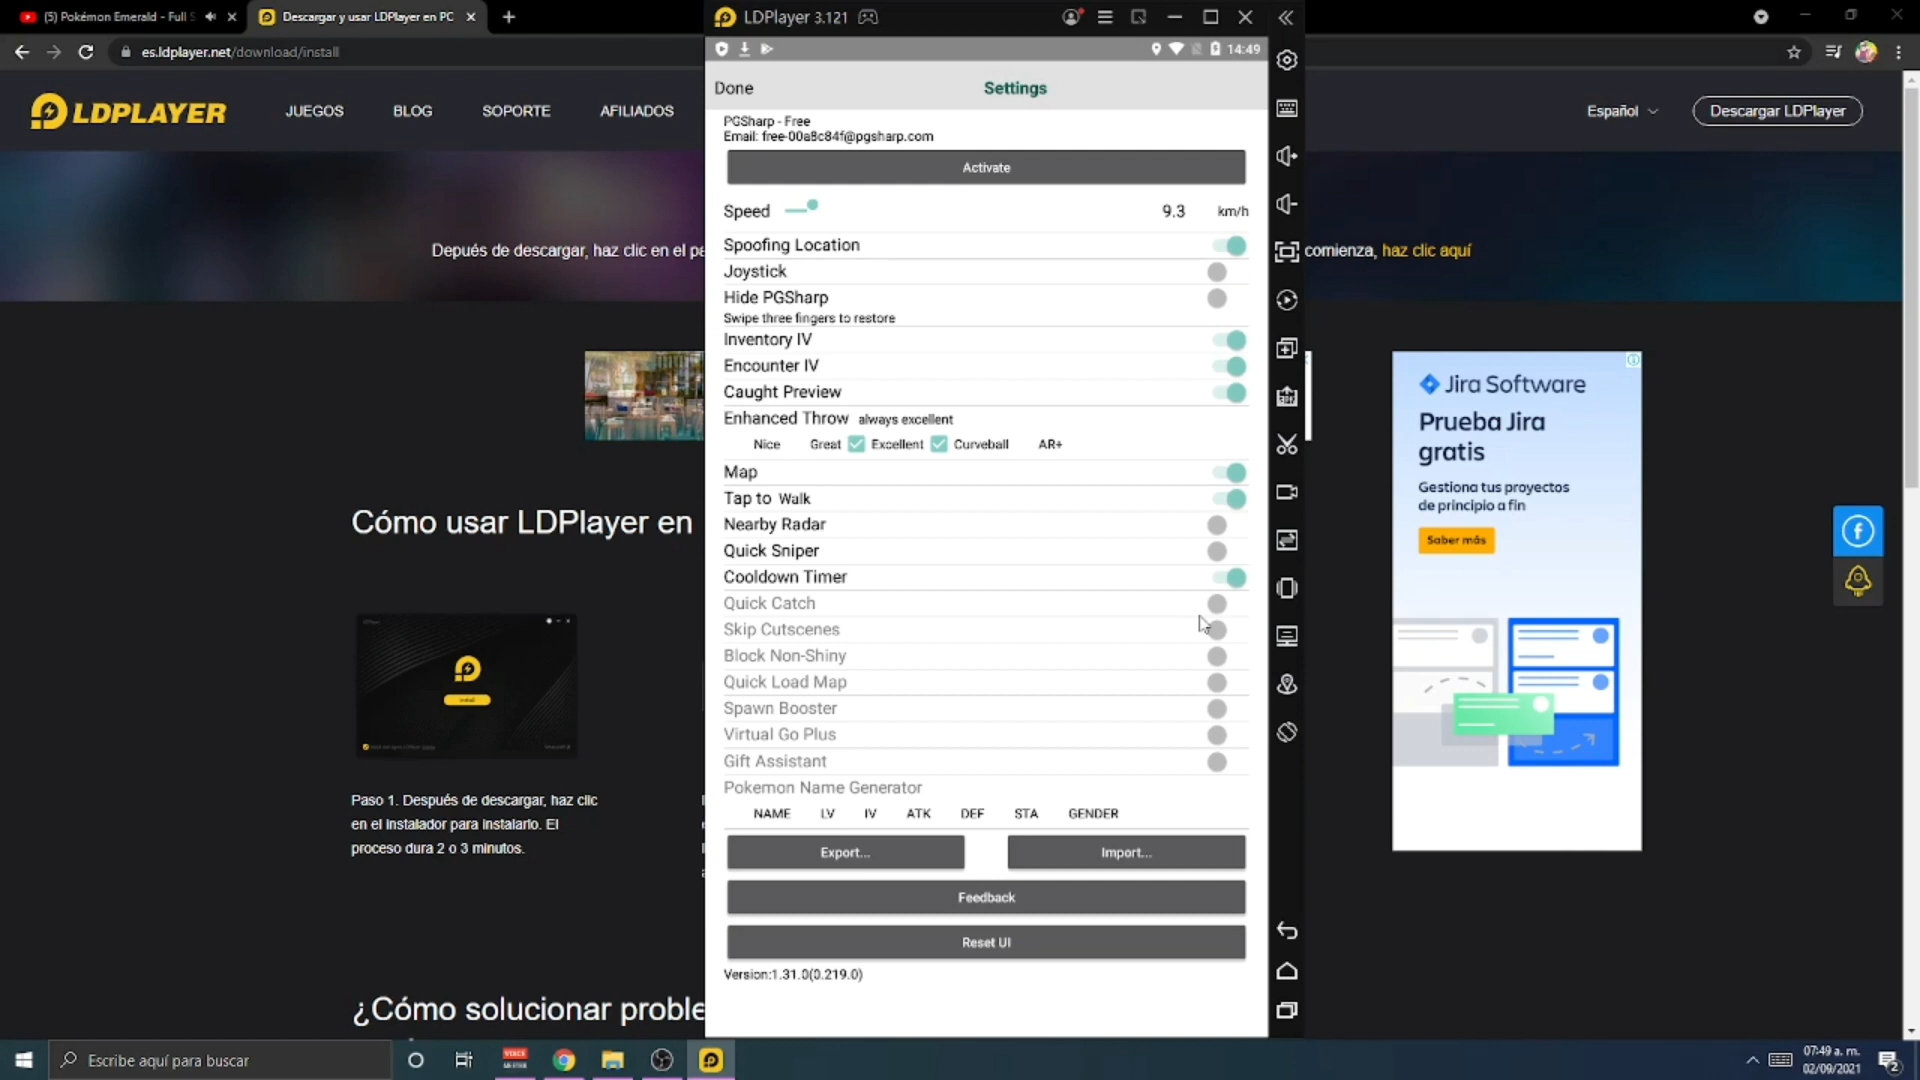 (5) Pokémon Emerald - Full S
Descargar y usar LDPlayer en PC
es.ldplayer.net/download/install
LDPLAYER
JUEGOS
BLOG
SOPORTE
AFILIADOS
Español
Descargar LDPlayer
Depués de descargar, haz clic en el pa
comienza, haz clic aquí
LDPlayer 3.121
14:49
Done
Settings
PGSharp - Free
Email: free-00a8c84f@pgsharp.com
Activate
Speed
9.3
km/h
Spoofing Location
Joystick
Hide PGSharp
Swipe three fingers to restore
Inventory IV
Encounter IV
Caught Preview
Enhanced Throw always excellent
Nice Great Excellent Curveball AR+
Map
Tap to Walk
Nearby Radar
Quick Sniper
Cooldown Timer
Quick Catch
Skip Cutscenes
Block Non-Shiny
Quick Load Map
Spawn Booster
Virtual Go Plus
Gift Assistant
Pokemon Name Generator
NAME LV IV ATK DEF STA GENDER
Export...
Import...
Feedback
Reset UI
Version:1.31.0(0.219.0)
Cómo usar LDPlayer en
Paso 1. Después de descargar, haz clic
en el instalador para instalarlo. El
proceso dura 2 o 3 minutos.
¿Cómo solucionar proble
Jira Software
Prueba Jira
gratis
Gestiona tus proyectos
de principio a fin
Saber más
Escribe aquí para buscar
VOICE
07:49 a. m.
02/09/2021
2